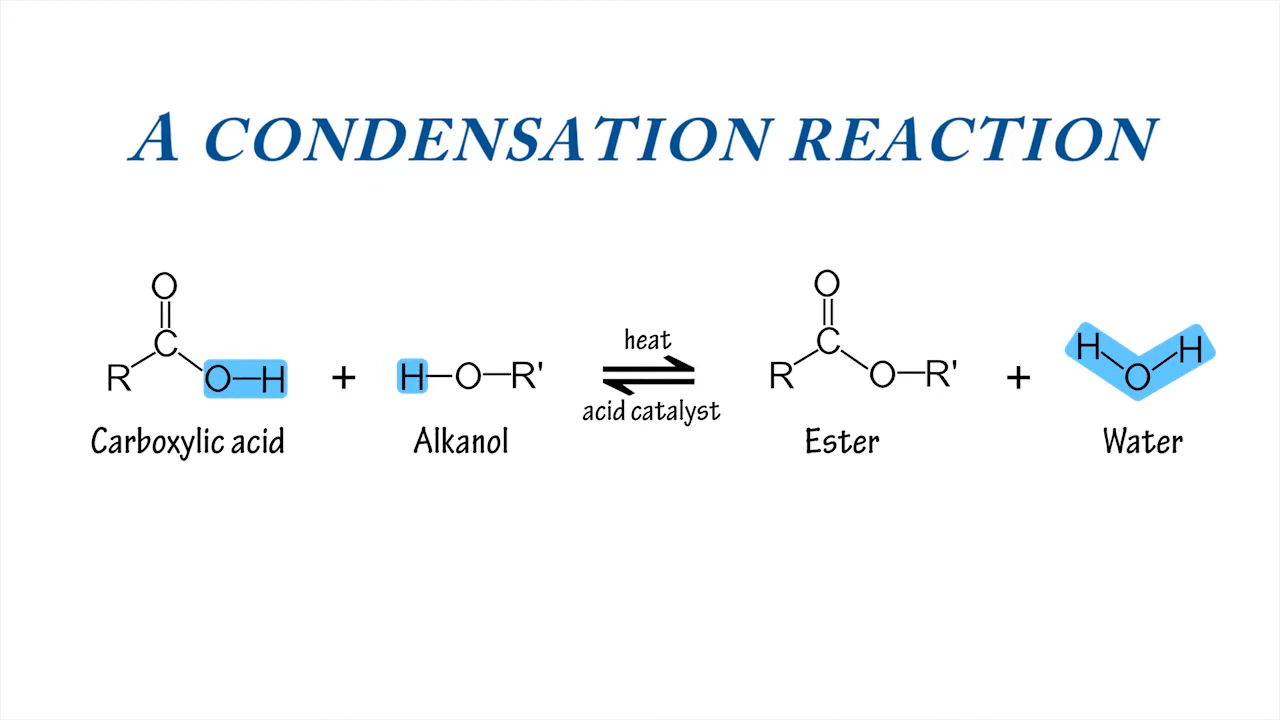 A CONDENSATION REACTION
O
C
R
O—H
+
H—O—R'
heat
acid catalyst
O
C
R
O—R'
+
H
H
O
Carboxylic acid
Alkanol
Ester
Water